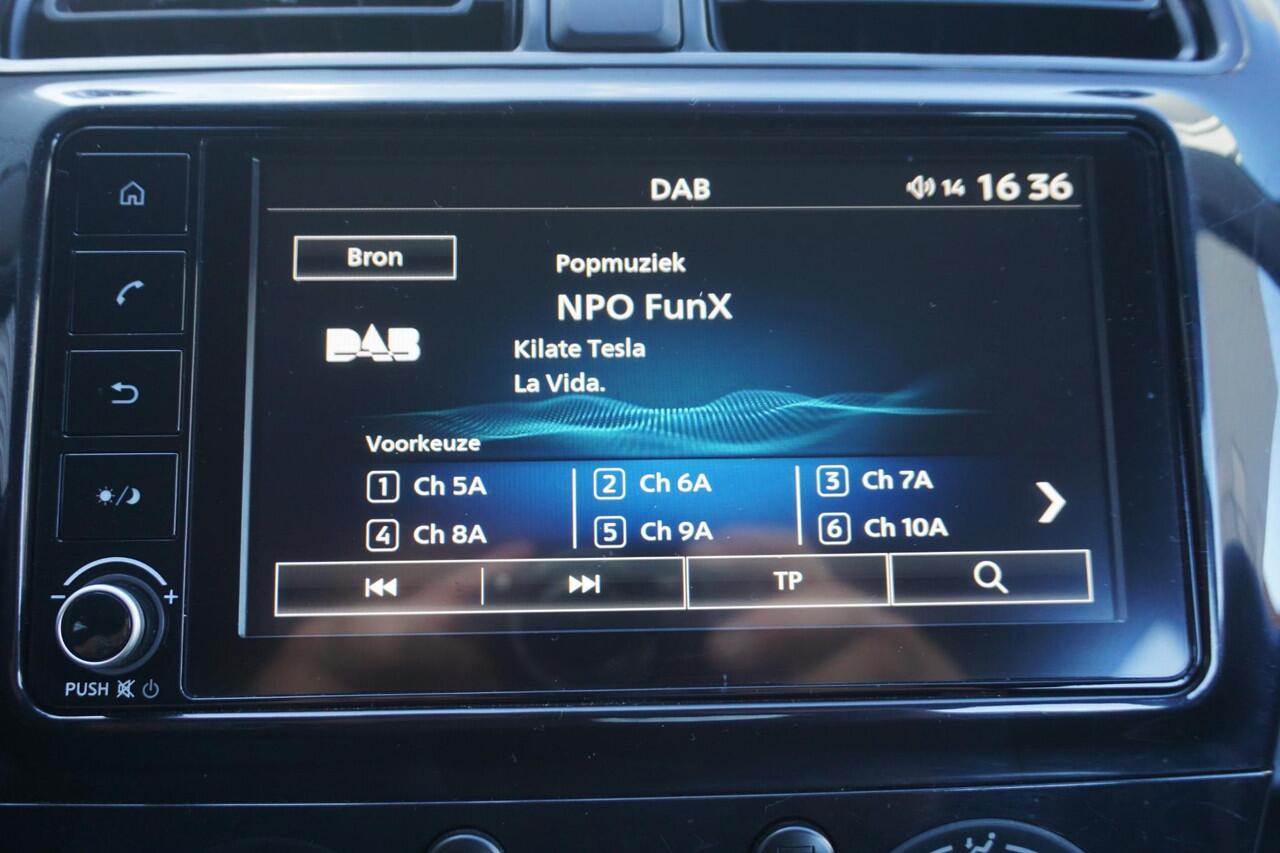 DAB 14 16 36
Bron
Popmuziek
NPO FunX
DAB
Kilate Tesla
La Vida.
Voorkeuze
1 Ch 5A 2 Ch 6A 3 Ch 7A
4 Ch 8A 5 Ch 9A 6 Ch 10A
TP
- +
PUSH